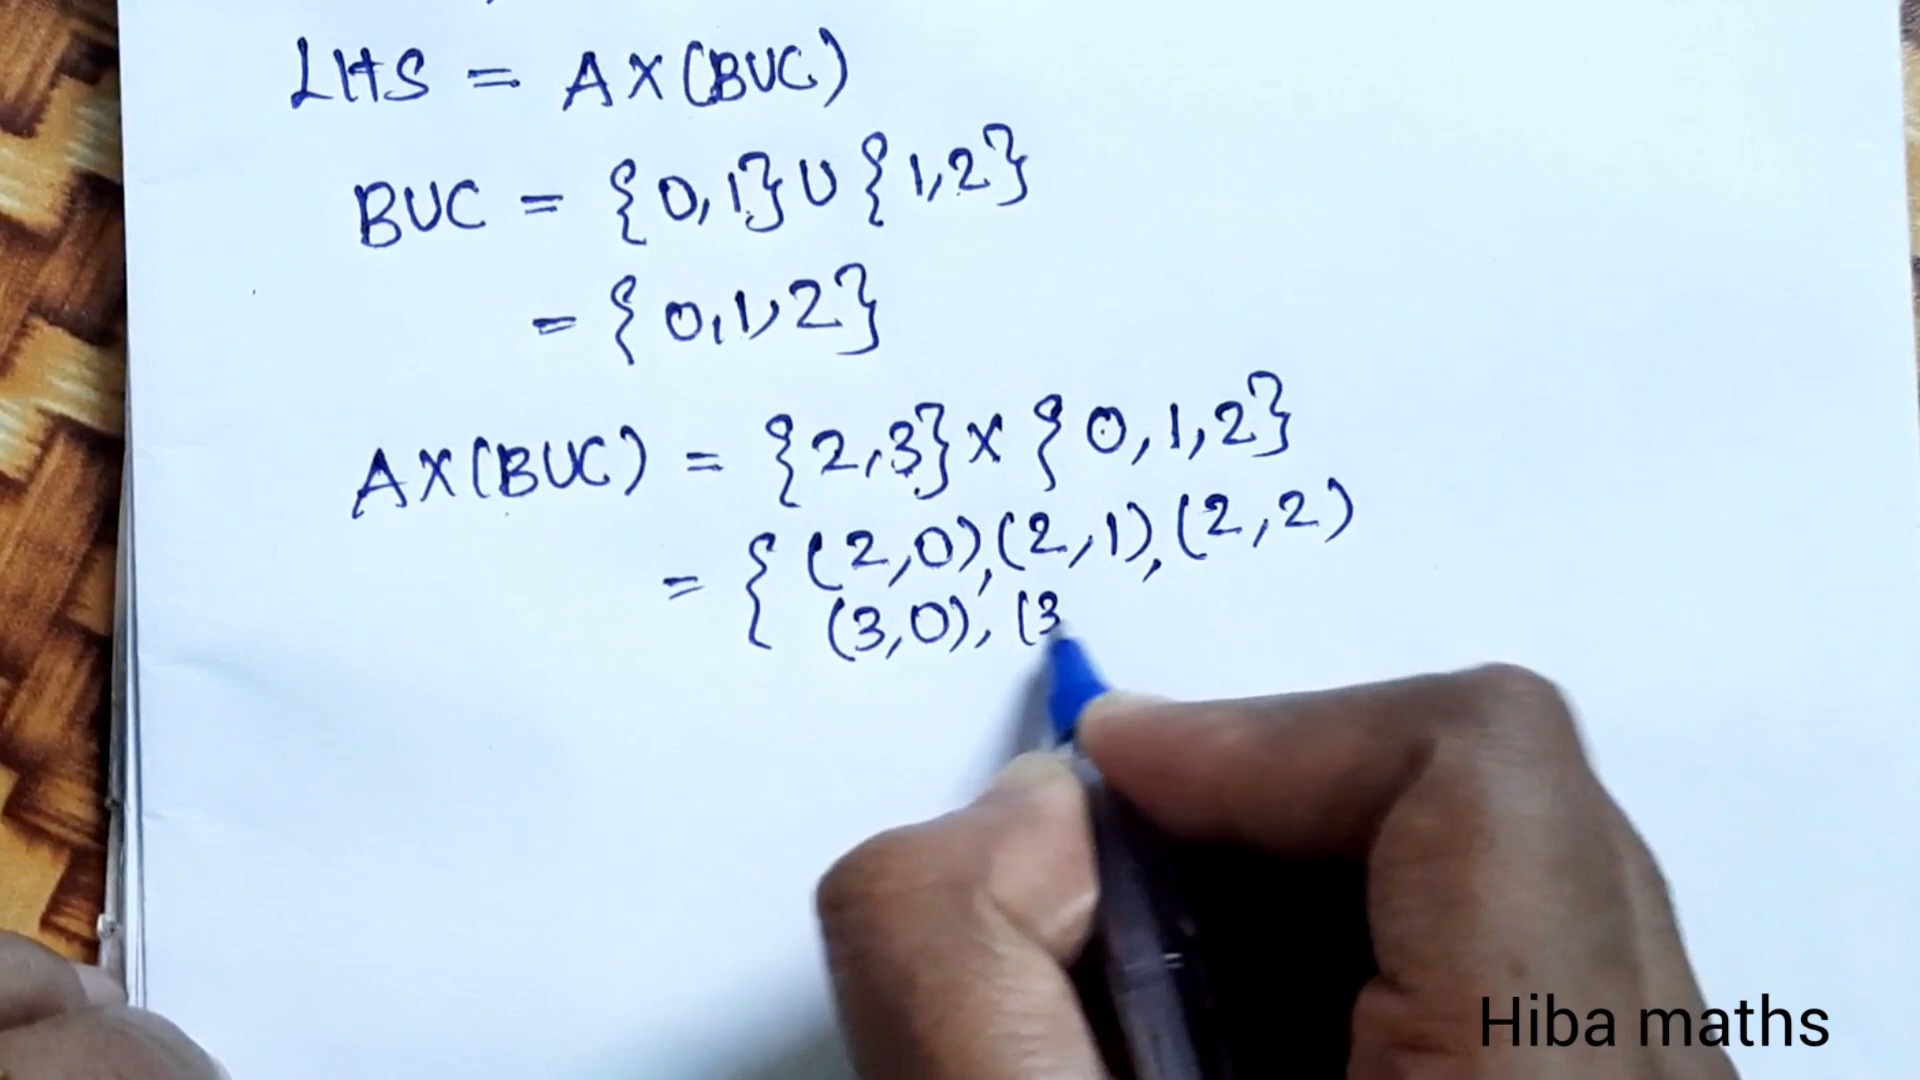 LHS = A×(B∪C)
B∪C = {0,1}∪{1,2}
= {0,1,2}
A×(B∪C) = {2,3}×{0,1,2}
= {(2,0),(2,1),(2,2)
(3,0),(3
Hiba maths